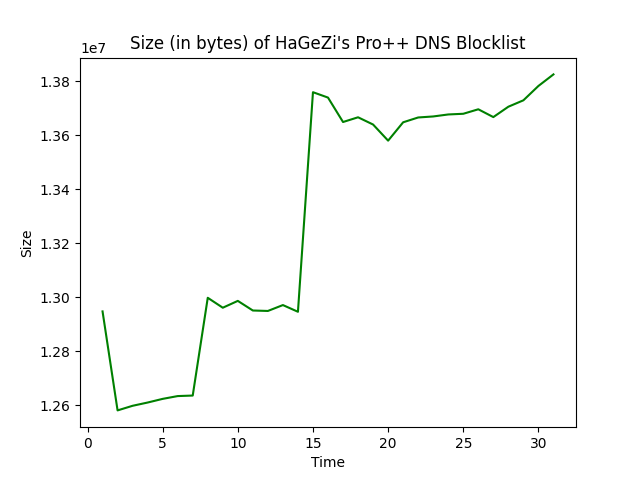 Size (in bytes) of HaGeZi's Pro++ DNS Blocklist
1e7
1.38
1.36
1.34
1.32
1.30
1.28
1.26
Size
0 5 10 15 20 25 30
Time